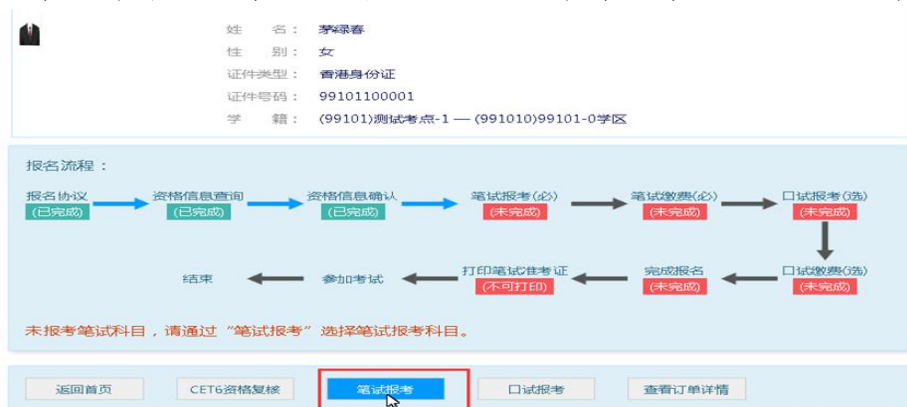 姓 名： 茅绿春
性 别： 女
证件类型： 香港身份证
证件号码： 99101100001
学 籍： (99101)测试考点-1 — (991010)99101-0学区
报名流程：
报名协议 资格信息查询 资格信息确认 笔试报考(必) 笔试缴费(必) 口试报考(选)
(已完成) (已完成) (已完成) (未完成) (未完成) (未完成)
结束 参加考试 打印笔试准考证 完成报名 口试缴费(选)
(不可打印) (未完成) (未完成)
未报考笔试科目，请通过“笔试报考”选择笔试报考科目。
返回首页 CET6资格复核 笔试报考 口试报考 查看订单详情